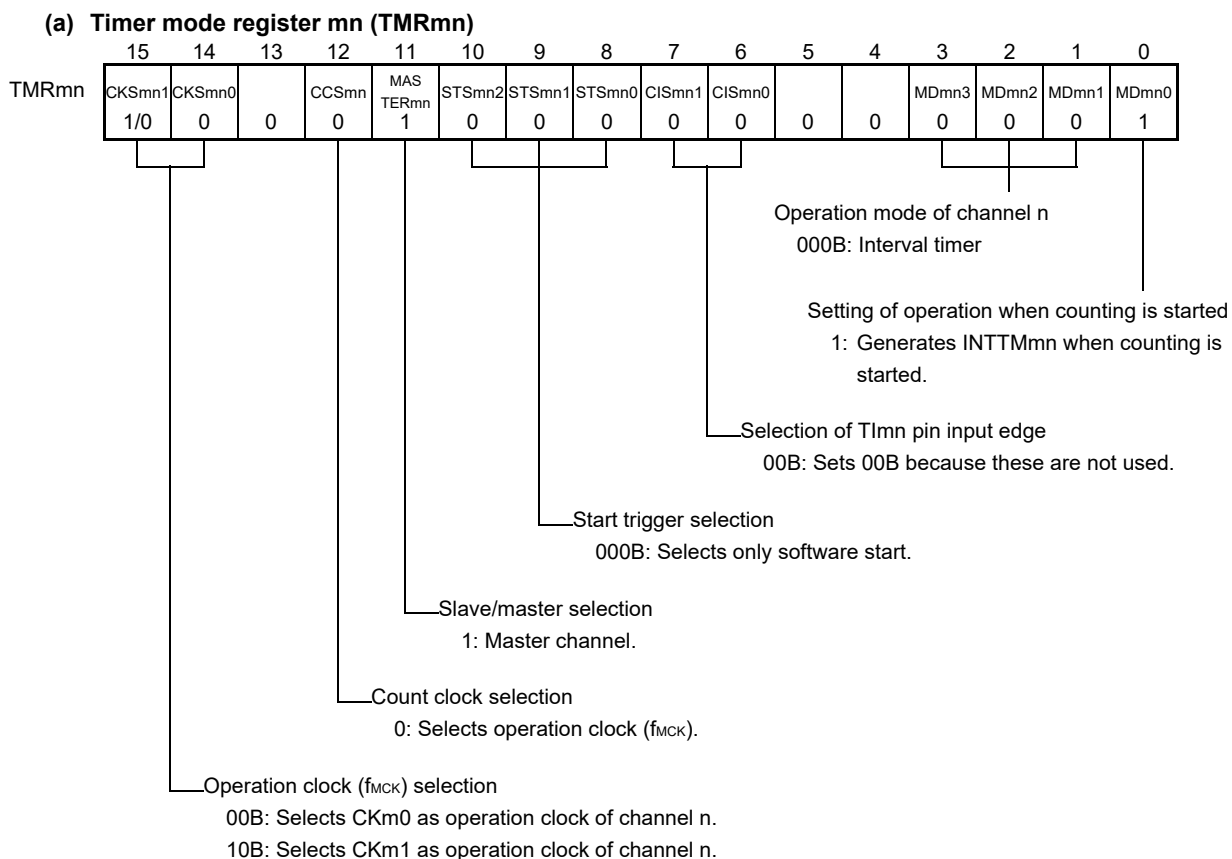 (a) Timer mode register mn (TMRmn)
15 14 13 12 11 10 9 8 7 6 5 4 3 2 1 0
TMRmn CKSmn1 CKSmn0 CCSmn MAS TERmn STSmn2 STSmn1 STSmn0 CISmn1 CISmn0 MDmn3 MDmn2 MDmn1 MDmn0
1/0 0 0 0 1 0 0 0 0 0 0 0 0 0 0 1
Operation mode of channel n
000B: Interval timer
Setting of operation when counting is started
1: Generates INTTMmn when counting is
started.
Selection of TImn pin input edge
00B: Sets 00B because these are not used.
Start trigger selection
000B: Selects only software start.
Slave/master selection
1: Master channel.
Count clock selection
0: Selects operation clock (fMCK).
Operation clock (fMCK) selection
00B: Selects CKm0 as operation clock of channel n.
10B: Selects CKm1 as operation clock of channel n.